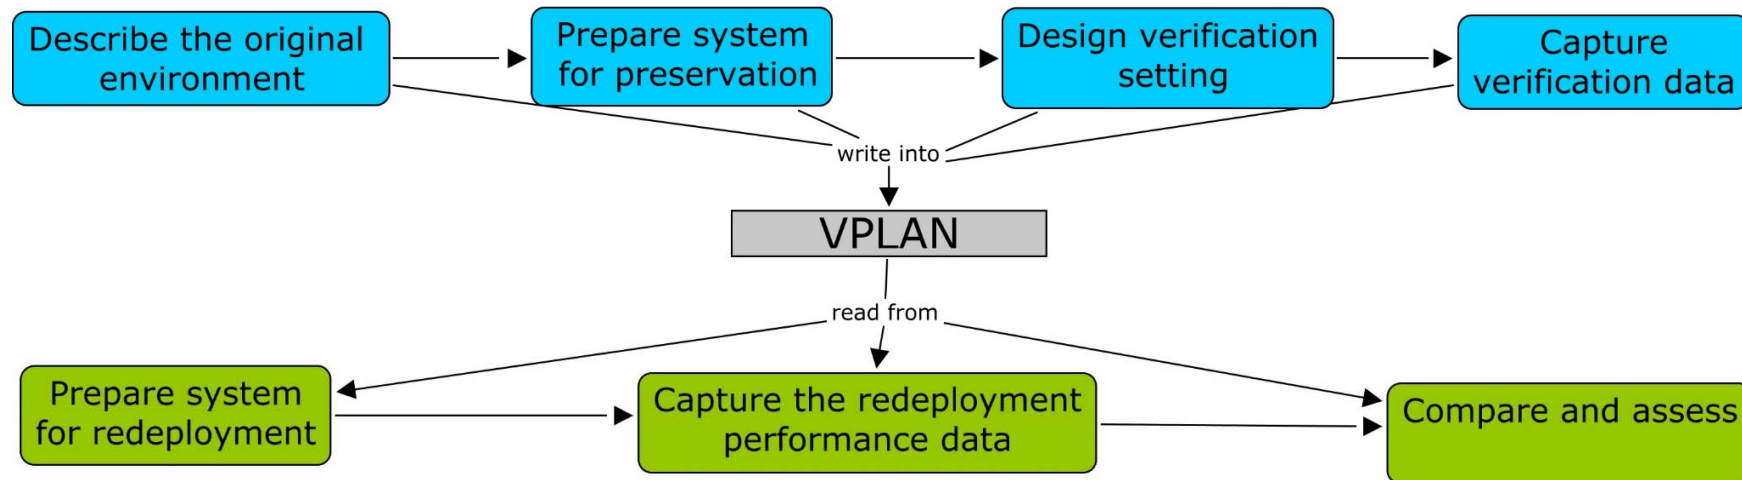 Describe the original
environment
Prepare system
for preservation
Design verification
setting
Capture
verification data
write into
VPLAN
read from
Prepare system
for redeployment
Capture the redeployment
performance data
Compare and assess